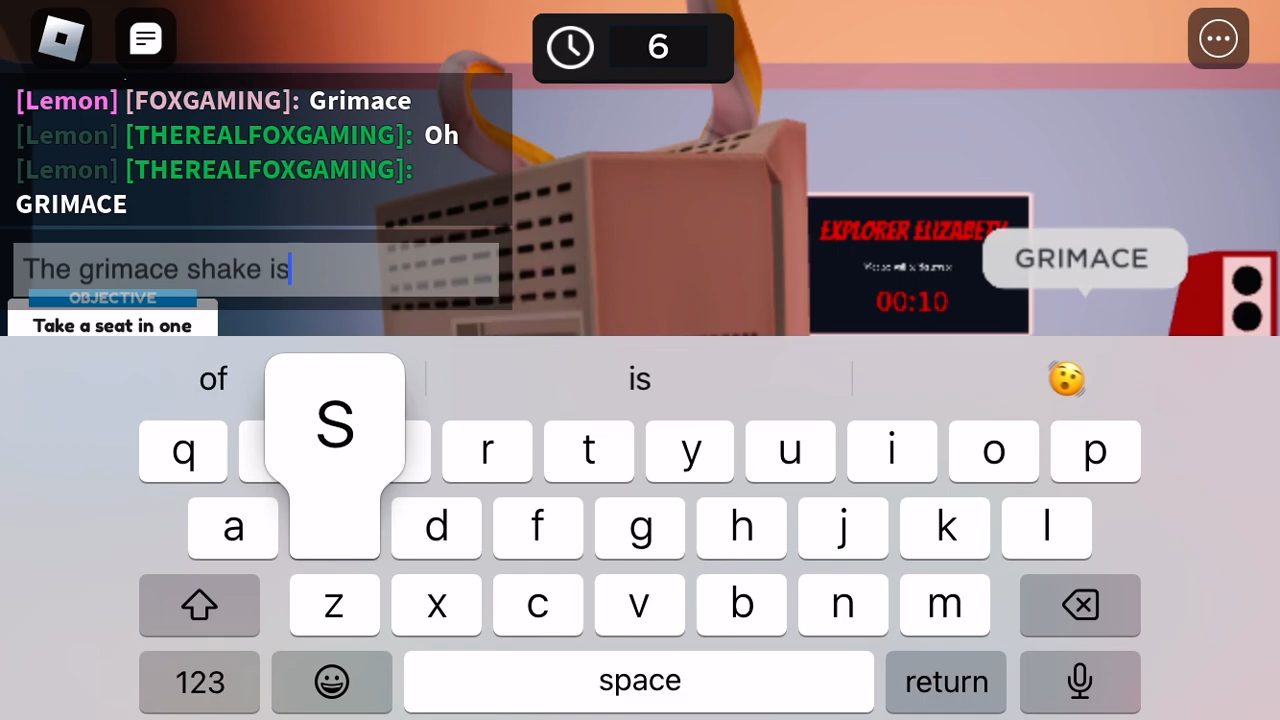 6
[Lemon] [FOXGAMING]: Grimace
[Lemon] [THEREALFOXGAMING]: Oh
[Lemon] [THEREALFOXGAMING]:
GRIMACE
The grimace shake is
OBJECTIVE
Take a seat in one
EXPLORER ELIZABETH
00:10
GRIMACE
of is 🫨
S
q r t y u i o p
a d f g h j k l
z x c v b n m
123 space return